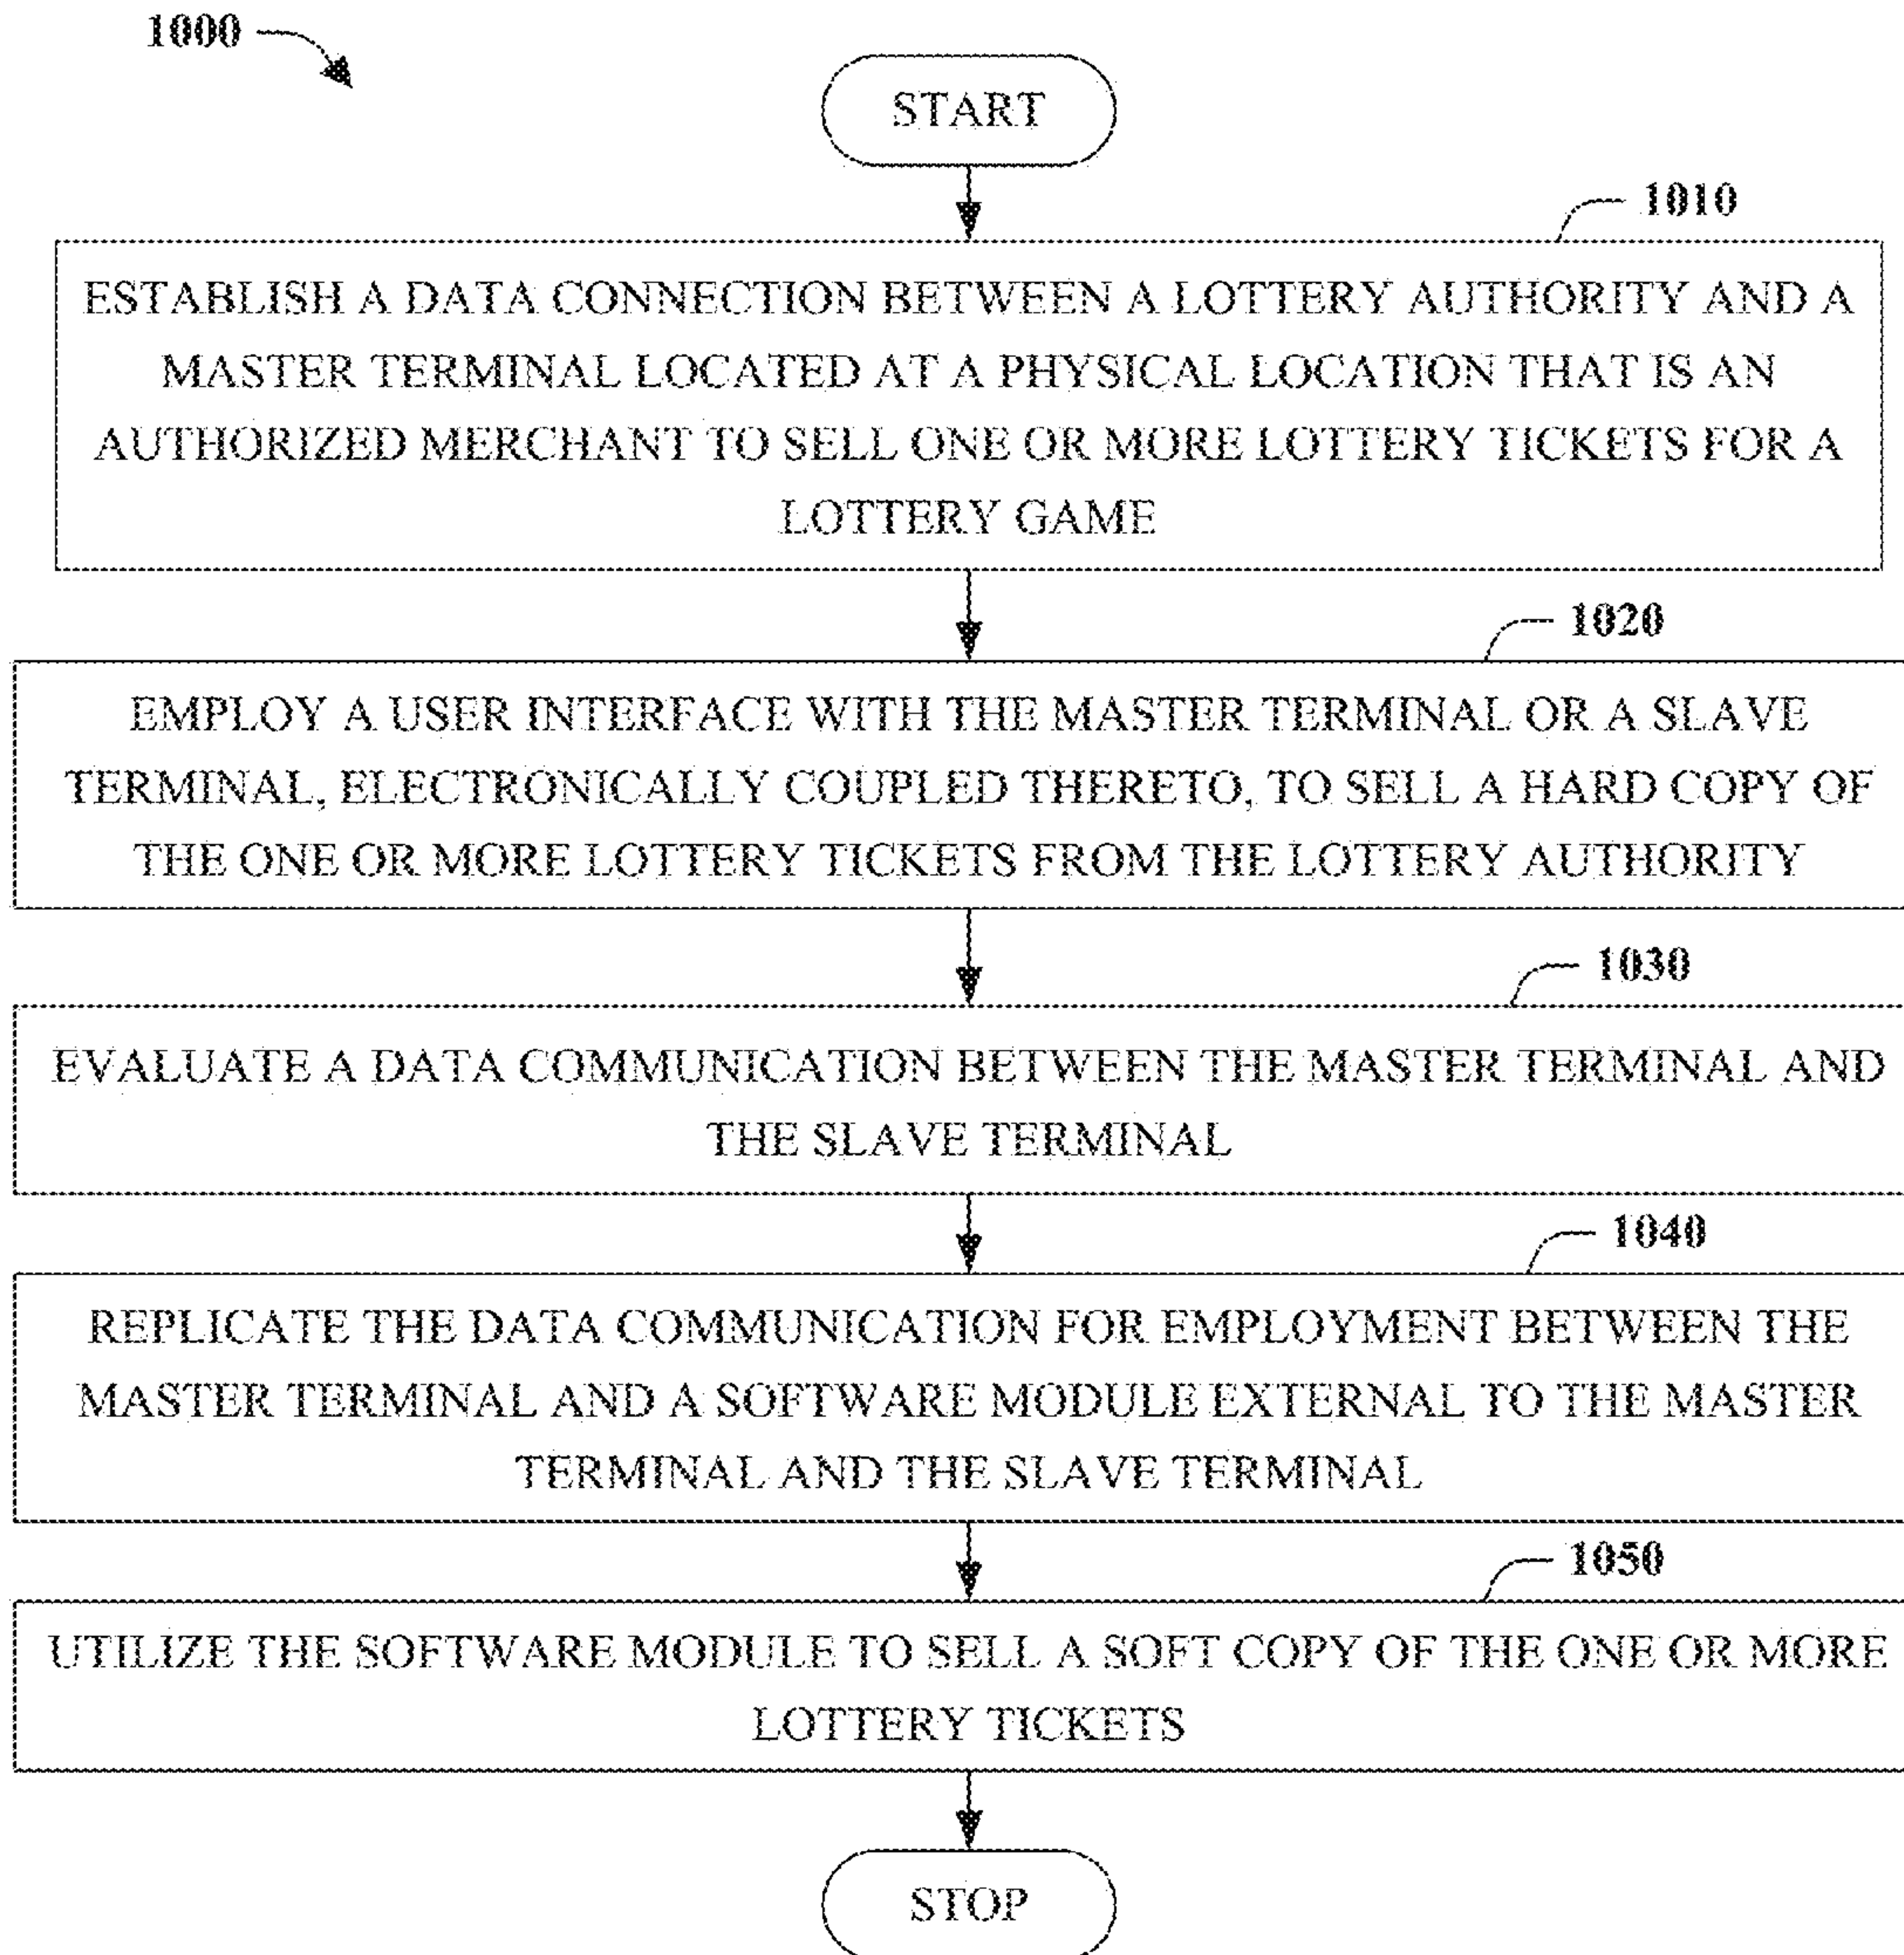 1000
START
1010
ESTABLISH A DATA CONNECTION BETWEEN A LOTTERY AUTHORITY AND A
MASTER TERMINAL LOCATED AT A PHYSICAL LOCATION THAT IS AN
AUTHORIZED MERCHANT TO SELL ONE OR MORE LOTTERY TICKETS FOR A
LOTTERY GAME
1020
EMPLOY A USER INTERFACE WITH THE MASTER TERMINAL OR A SLAVE
TERMINAL, ELECTRONICALLY COUPLED THERETO, TO SELL A HARD COPY OF
THE ONE OR MORE LOTTERY TICKETS FROM THE LOTTERY AUTHORITY
1030
EVALUATE A DATA COMMUNICATION BETWEEN THE MASTER TERMINAL AND
THE SLAVE TERMINAL
1040
REPLICATE THE DATA COMMUNICATION FOR EMPLOYMENT BETWEEN THE
MASTER TERMINAL AND A SOFTWARE MODULE EXTERNAL TO THE MASTER
TERMINAL AND THE SLAVE TERMINAL
1050
UTILIZE THE SOFTWARE MODULE TO SELL A SOFT COPY OF THE ONE OR MORE
LOTTERY TICKETS
STOP